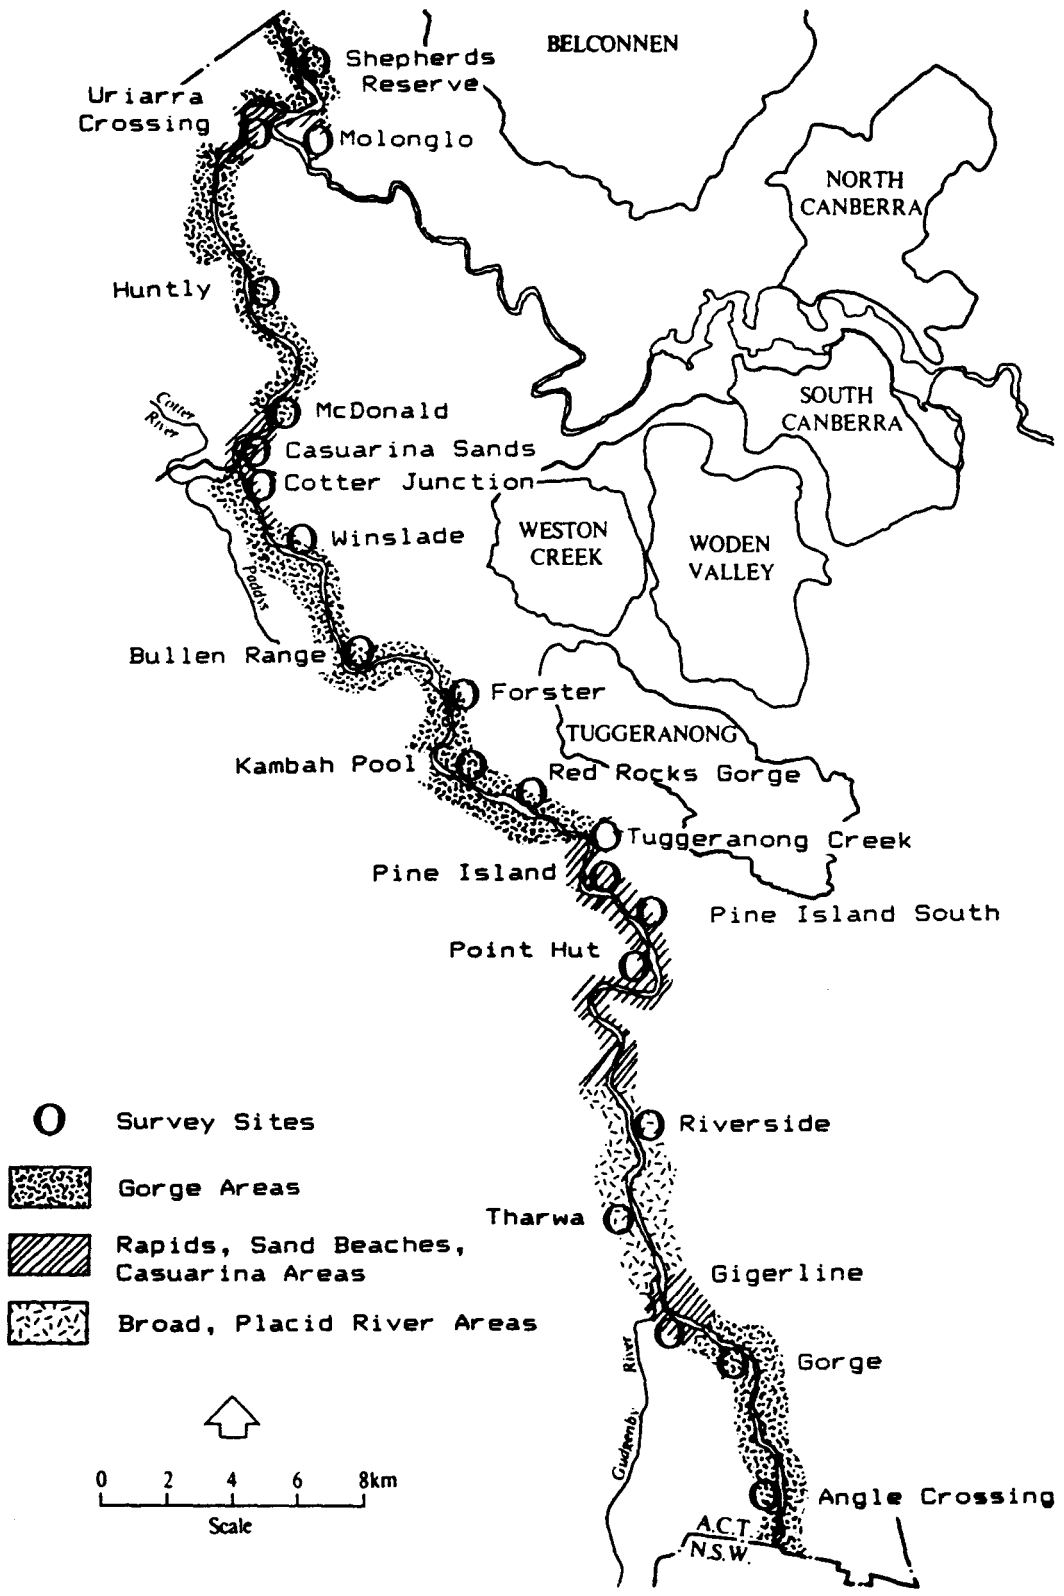 BELCONNEN
Shepherds
Reserve
Uriarra
Crossing
Molonglo
NORTH
CANBERRA
Huntly
Cotter
River
McDonald
SOUTH
CANBERRA
Casuarina Sands
Cotter Junction
Winslade
WESTON
CREEK
WODEN
VALLEY
Paddys
Bullen Range
Forster
TUGGERANONG
Kambah Pool
Red Rocks Gorge
Tuggeranong Creek
Pine Island
Pine Island South
Point Hut
Survey Sites
Riverside
Gorge Areas
Tharwa
Rapids, Sand Beaches,
Casuarina Areas
Gigerline
Broad, Placid River Areas
Gorge
Gudgenby River
0 2 4 6 8km
Scale
Angle Crossing
A.C.T.
N.S.W.